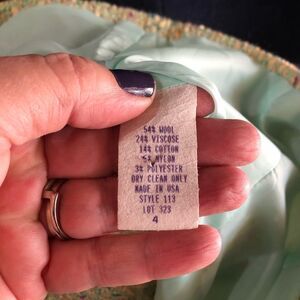 54% WOOL
24% VISCOSE
14% COTTON
5% NYLON
3% POLYESTER
DRY CLEAN ONLY
MADE IN USA
STYLE 113
LOT 323
4